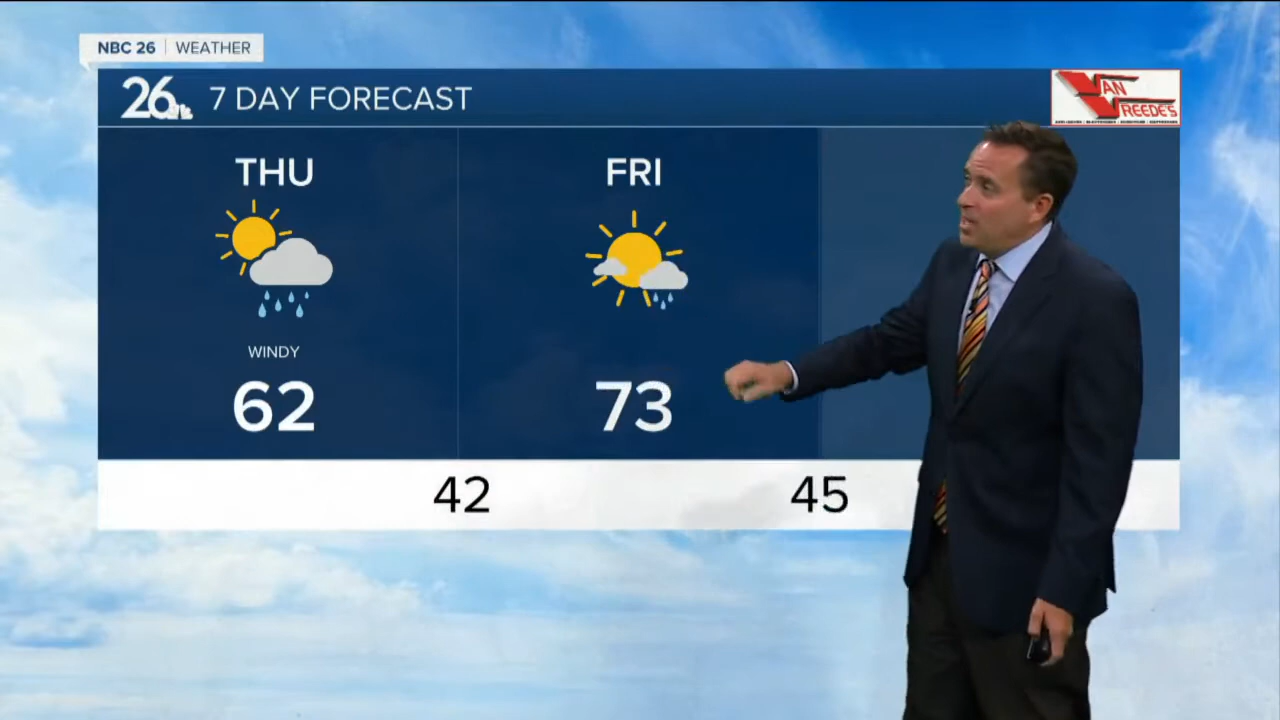 NBC 26 | WEATHER
26 7 DAY FORECAST
VAN
VREEDE'S
THU
FRI
WINDY
62
73
42
45